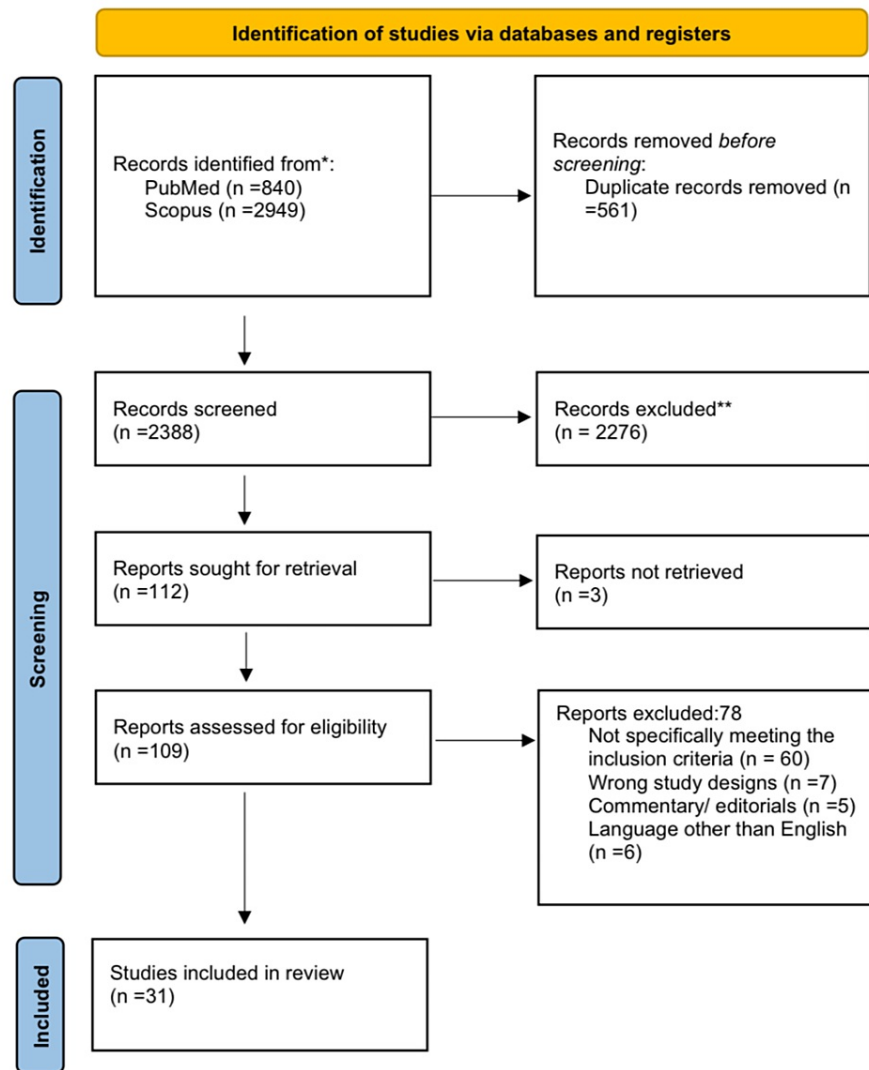 Identification of studies via databases and registers
Identification
Records identified from*:
PubMed (n =840)
Scopus (n =2949)
Records removed before
screening:
Duplicate records removed (n
=561)
Screening
Records screened
(n =2388)
Records excluded**
(n = 2276)
Reports sought for retrieval
(n =112)
Reports not retrieved
(n =3)
Reports assessed for eligibility
(n =109)
Reports excluded:78
Not specifically meeting the
inclusion criteria (n = 60)
Wrong study designs (n =7)
Commentary/ editorials (n =5)
Language other than English
(n =6)
Included
Studies included in review
(n =31)